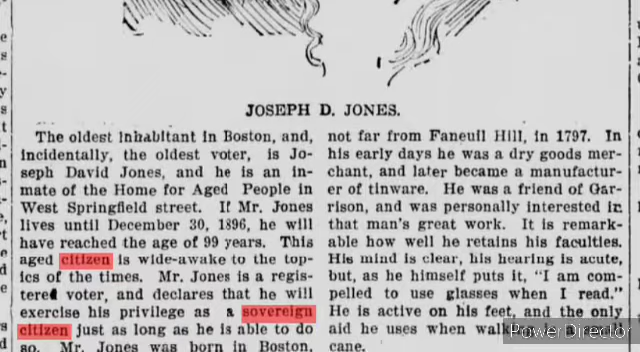 JOSEPH D. JONES.
The oldest inhabitant in Boston, and,
incidentally, the oldest voter, is Jo-
seph David Jones, and he is an in-
mate of the Home for Aged People in
West Springfield street. If Mr. Jones
lives until December 30, 1896, he will
have reached the age of 99 years. This
aged citizen is wide-awake to the top-
ics of the times. Mr. Jones is a regis-
tered voter, and declares that he will
exercise his privilege as a sovereign
citizen just as long as he is able to do
so. Mr. Jones was born in Boston,
not far from Faneuil Hill, in 1797. In
his early days he was a dry goods mer-
chant, and later became a manufactur-
er of tinware. He was a friend of Gar-
rison, and was personally interested in
that man's great work. It is remark-
able how well he retains his faculties.
His mind is clear, his hearing is acute,
but, as he himself puts it, "I am com-
pelled to use glasses when I read."
He is active on his feet, and the only
aid he uses when
cane.
PowerDirector